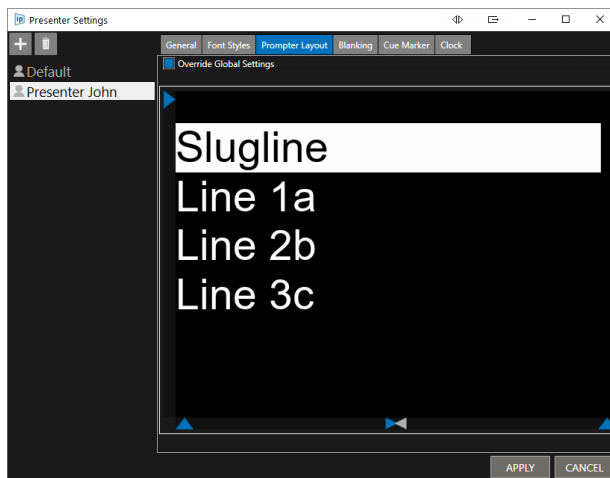 ip Presenter Settings
General Font Styles Prompter Layout Blanking Cue Marker Clock
Override Global Settings
Default
Presenter John
Slugline
Line 1a
Line 2b
Line 3c
APPLY CANCEL